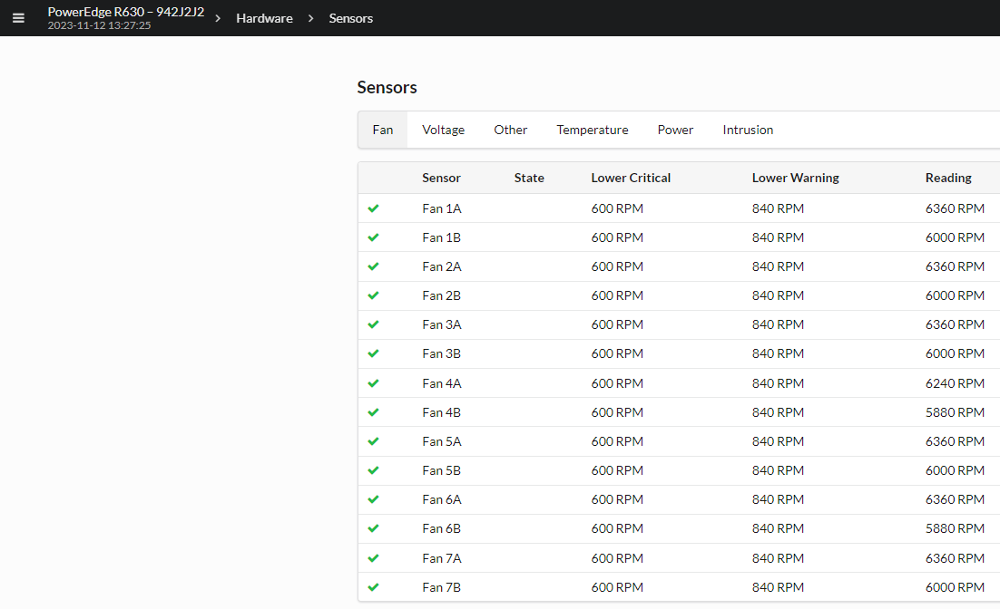 PowerEdge R630 – 942J2J2
2023-11-12 13:27:25
Hardware
Sensors
Sensors
Fan Voltage Other Temperature Power Intrusion
Sensor State Lower Critical Lower Warning Reading
Fan 1A 600 RPM 840 RPM 6360 RPM
Fan 1B 600 RPM 840 RPM 6000 RPM
Fan 2A 600 RPM 840 RPM 6360 RPM
Fan 2B 600 RPM 840 RPM 6000 RPM
Fan 3A 600 RPM 840 RPM 6360 RPM
Fan 3B 600 RPM 840 RPM 6000 RPM
Fan 4A 600 RPM 840 RPM 6240 RPM
Fan 4B 600 RPM 840 RPM 5880 RPM
Fan 5A 600 RPM 840 RPM 6360 RPM
Fan 5B 600 RPM 840 RPM 6000 RPM
Fan 6A 600 RPM 840 RPM 6360 RPM
Fan 6B 600 RPM 840 RPM 5880 RPM
Fan 7A 600 RPM 840 RPM 6360 RPM
Fan 7B 600 RPM 840 RPM 6000 RPM